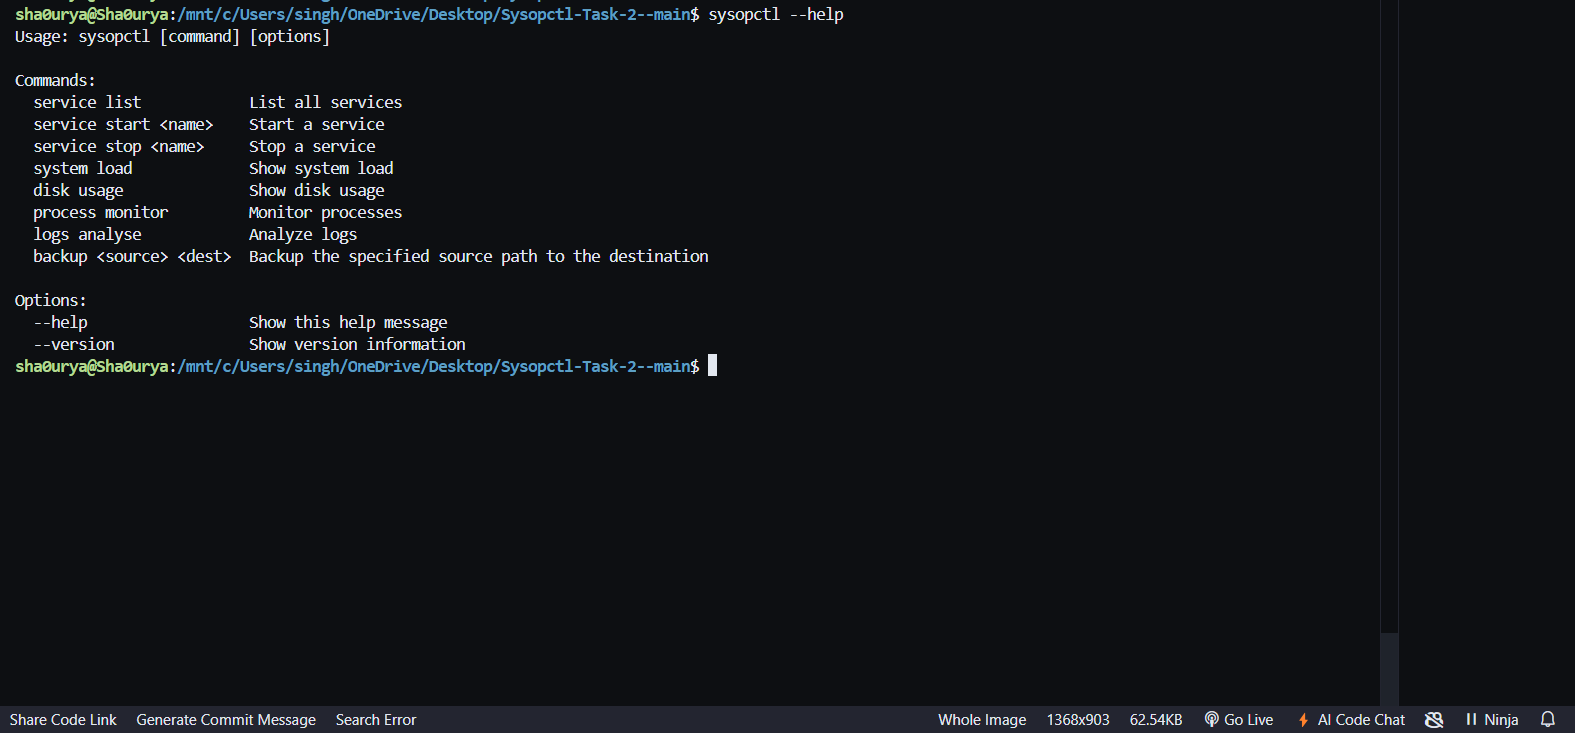 sha0urya@Sha0urya:/mnt/c/Users/singh/OneDrive/Desktop/Sysopctl-Task-2--main$ sysopctl --help
Usage: sysopctl [command] [options]

Commands:
  service list            List all services
  service start <name>    Start a service
  service stop <name>     Stop a service
  system load             Show system load
  disk usage              Show disk usage
  process monitor         Monitor processes
  logs analyse            Analyze logs
  backup <source> <dest>  Backup the specified source path to the destination

Options:
  --help                  Show this help message
  --version               Show version information
sha0urya@Sha0urya:/mnt/c/Users/singh/OneDrive/Desktop/Sysopctl-Task-2--main$
Share Code Link Generate Commit Message Search Error Whole Image 1368x903 62.54KB Go Live AI Code Chat Ninja